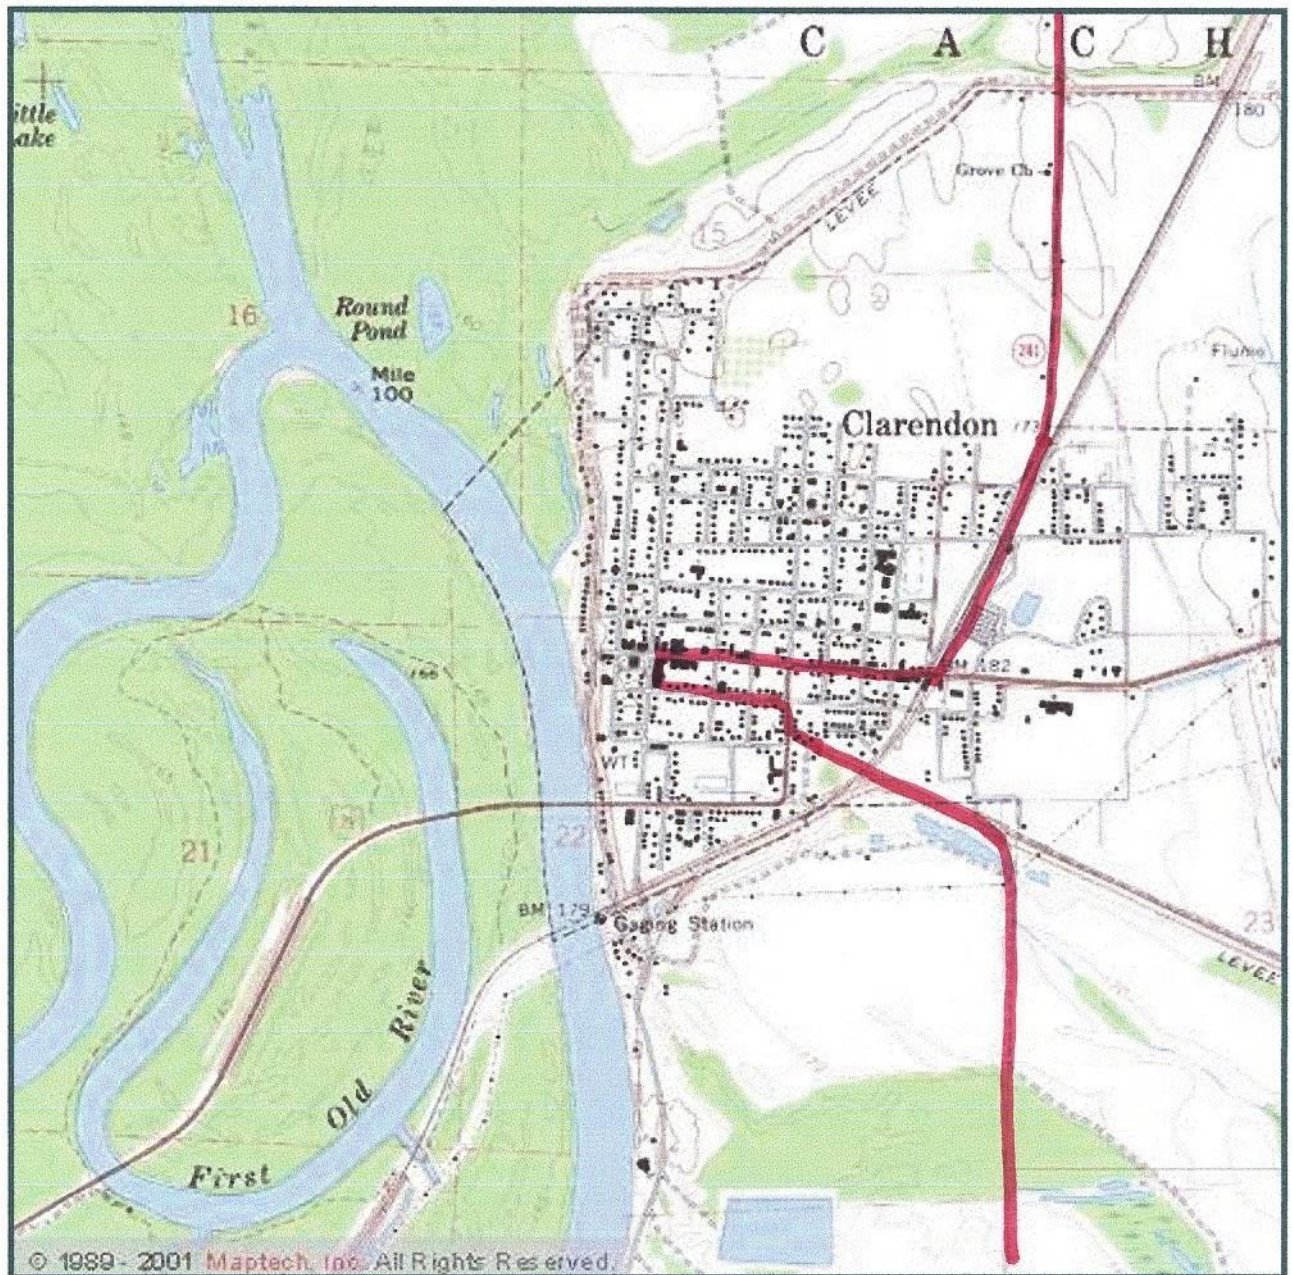 C A C H
BM
180
ittle
ake
Grove Ch
LEVEE
15
16
Round
Pond
241
Mile
100
Clarendon
BM 182
166
WT
22
21
BM 179
Gaging Station
23
LEVEE
First Old River
© 1989 - 2001 Maptech, Inc. All Rights Reserved.